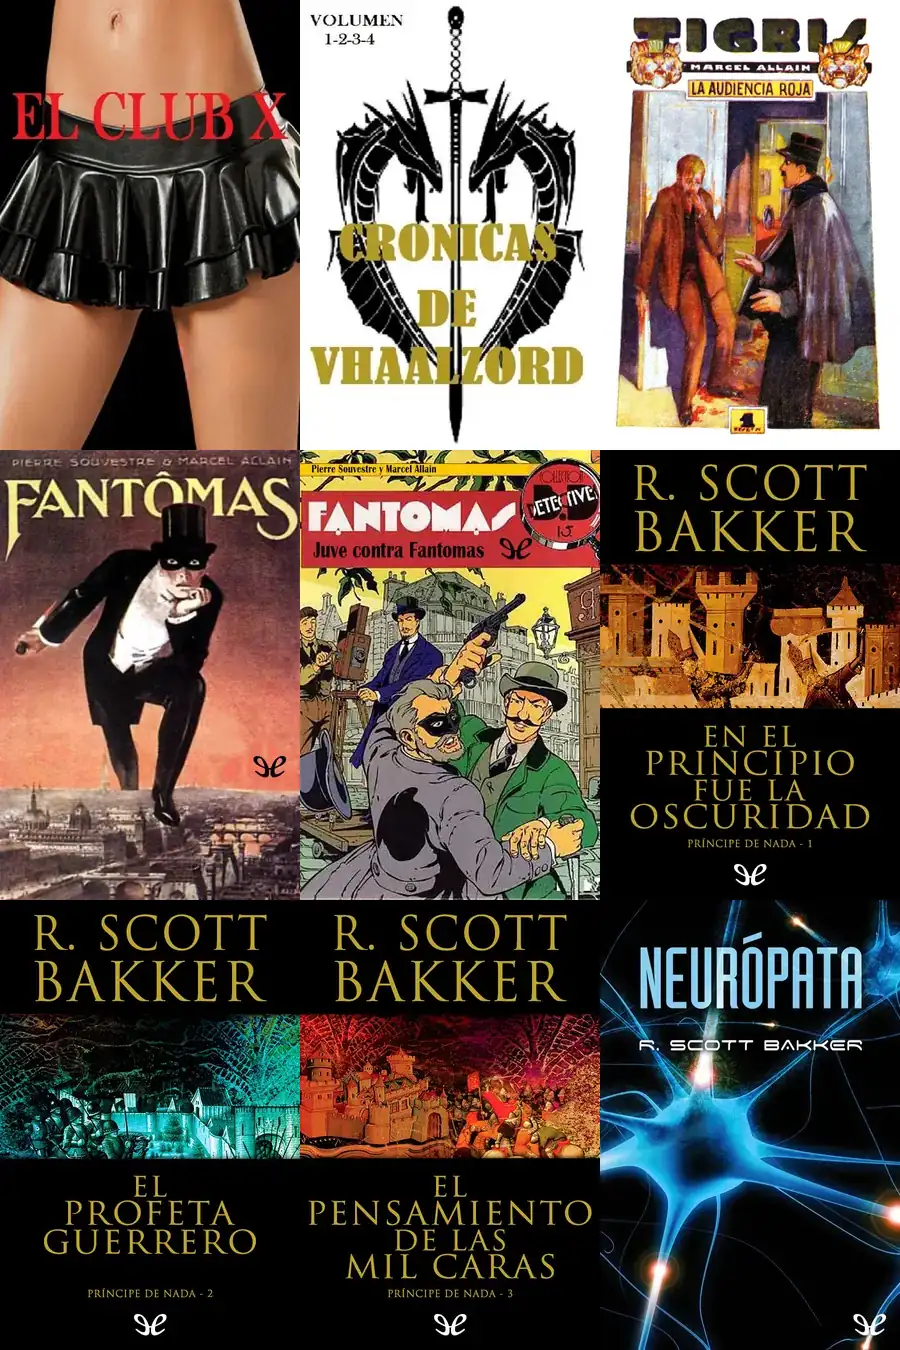 EL CLUB X
VOLUMEN
1-2-3-4
CRONICAS
DE
VHAALZORD
TIGRIS
MARCEL ALLAIN
LA AUDIENCIA ROJA
1
PIERRE SOUVESTRE & MARCEL ALLAIN
FANTÔMAS
Pierre Souvestre y Marcel Allain
COLLECTION
DETECTIVE
15
FANTOMAS
Juve contra Fantomas
R. SCOTT
BAKKER
EN EL
PRINCIPIO
FUE LA
OSCURIDAD
PRÍNCIPE DE NADA - 1
R. SCOTT
BAKKER
EL
PROFETA
GUERRERO
PRÍNCIPE DE NADA - 2
R. SCOTT
BAKKER
EL
PENSAMIENTO
DE LAS
MIL CARAS
PRÍNCIPE DE NADA - 3
NEURÓPATA
R. SCOTT BAKKER